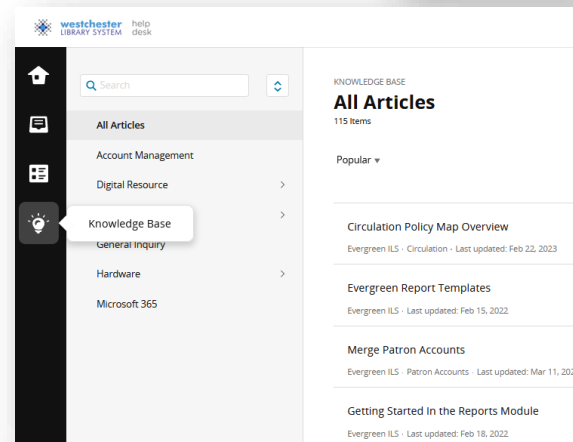 westchester help
LIBRARY SYSTEM desk
Search
All Articles
Account Management
Digital Resource
Knowledge Base
General Inquiry
Hardware
Microsoft 365
KNOWLEDGE BASE
All Articles
115 Items
Popular
Circulation Policy Map Overview
Evergreen ILS · Circulation · Last updated: Feb 22, 2023
Evergreen Report Templates
Evergreen ILS · Last updated: Feb 15, 2022
Merge Patron Accounts
Evergreen ILS · Patron Accounts · Last updated: Mar 11, 202
Getting Started In the Reports Module
Evergreen ILS · Last updated: Feb 18, 2022